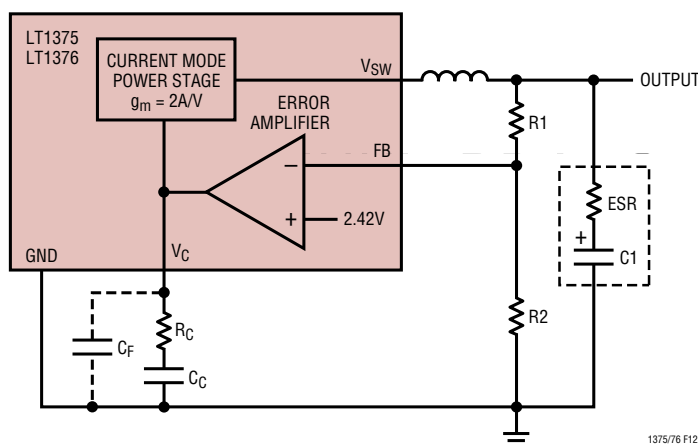 LT1375
LT1376
CURRENT MODE
POWER STAGE
gm = 2A/V
VSW
OUTPUT
ERROR
AMPLIFIER
R1
FB
–
+
2.42V
ESR
+
C1
GND
VC
R2
RC
CF
CC
1375/76 F12